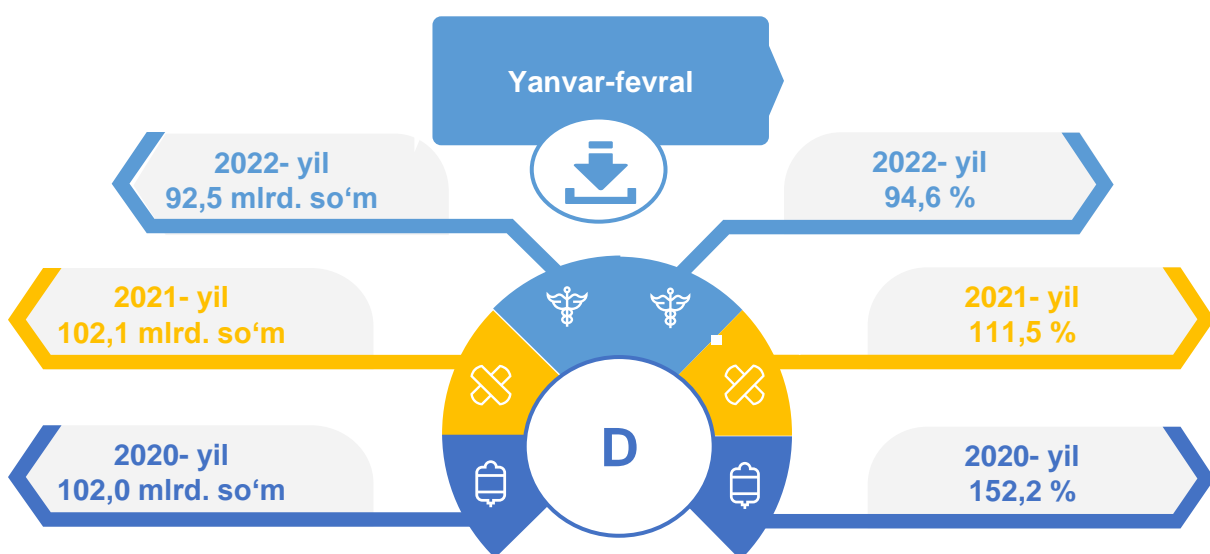 Yanvar-fevral
2022- yil
92,5 mlrd. so‘m
2022- yil
94,6 %
2021- yil
102,1 mlrd. so‘m
2021- yil
111,5 %
D
2020- yil
102,0 mlrd. so‘m
2020- yil
152,2 %